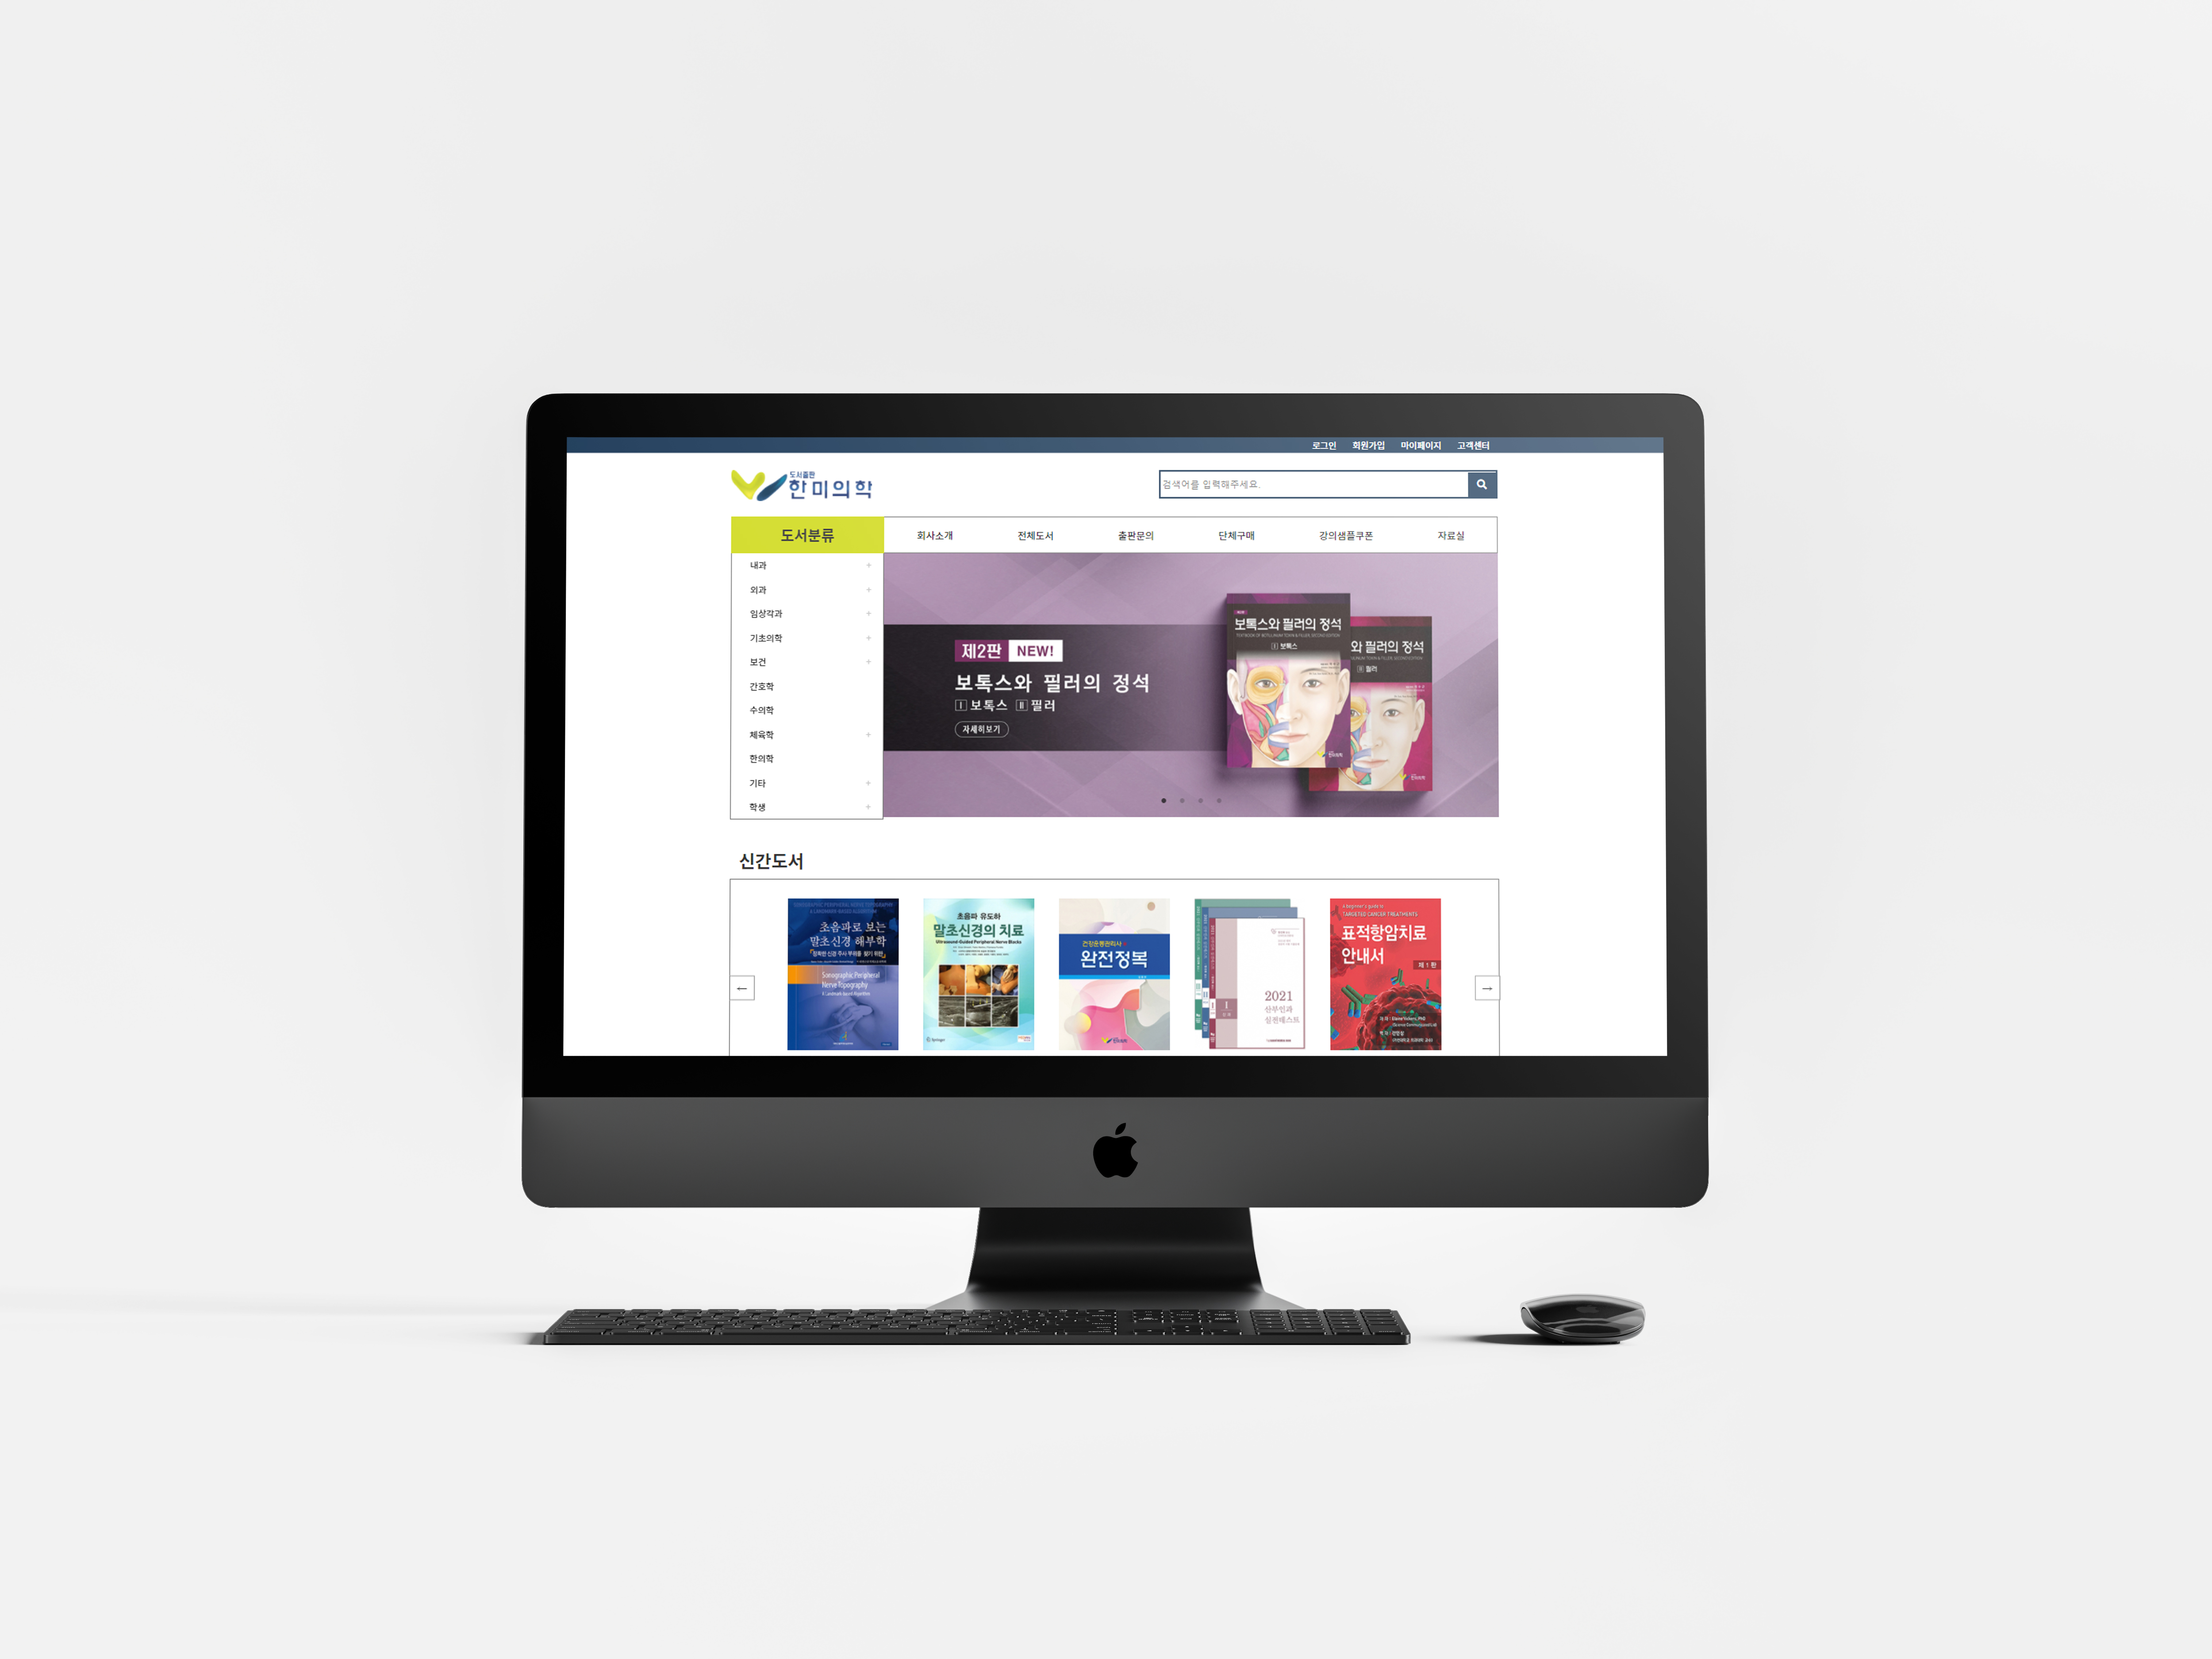 로그인 회원가입 마이페이지 고객센터
도서출판
한미의학
검색어를 입력해주세요.
도서분류 회사소개 전체도서 출판문의 단체구매 강의샘플쿠폰 자료실
내과 +
외과 +
임상각과 +
기초의학 +
보건 +
간호학
수의학
체육학 +
한의학
기타 +
학생 +
제2판 NEW!
보톡스와 필러의 정석
Ⅰ 보톡스 Ⅱ 필러
자세히보기
보톡스와 필러의 정석
Ⅰ 보톡스
와 필러의 정석
Ⅱ 필러
신간도서
초음파로 보는
말초신경 해부학
Sonographic Peripheral
Nerve Topography
A Landmark-based Algorithm
초음파 유도하
말초신경의 치료
Ultrasound-Guided Peripheral Nerve Blocks
Springer
건강운동관리사
완전정복
Ⅰ
2021
산부인과
실전테스트
A beginner's guide to
TARGETED CANCER TREATMENTS
표적항암치료
안내서
제 1 판
← →